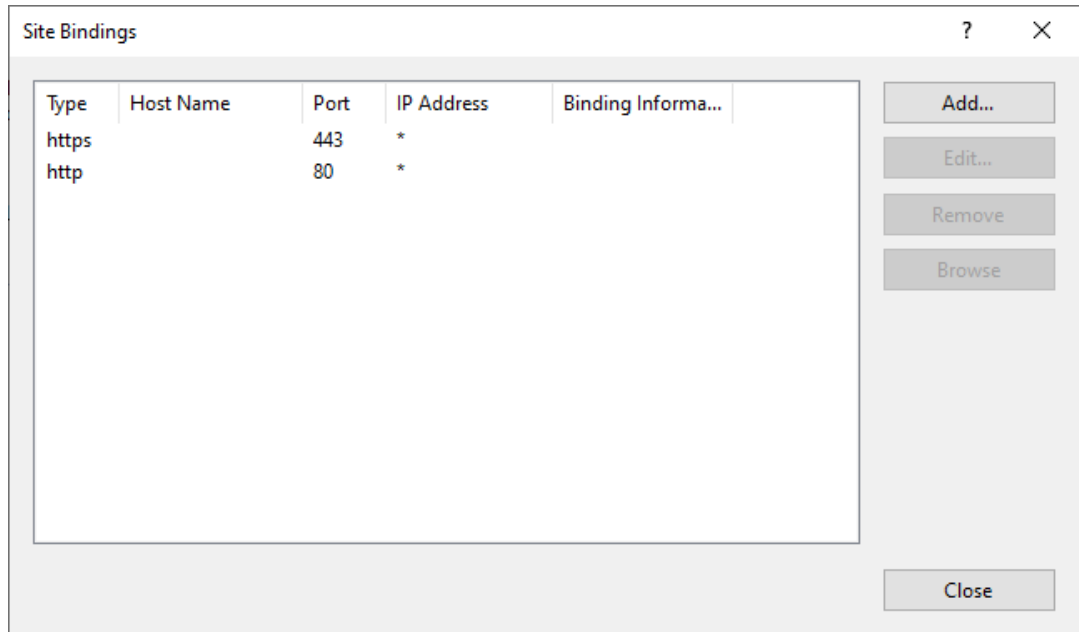 Site Bindings ?
Type Host Name Port IP Address Binding Informa...
https 443 *
http 80 *
Add...
Edit...
Remove
Browse
Close